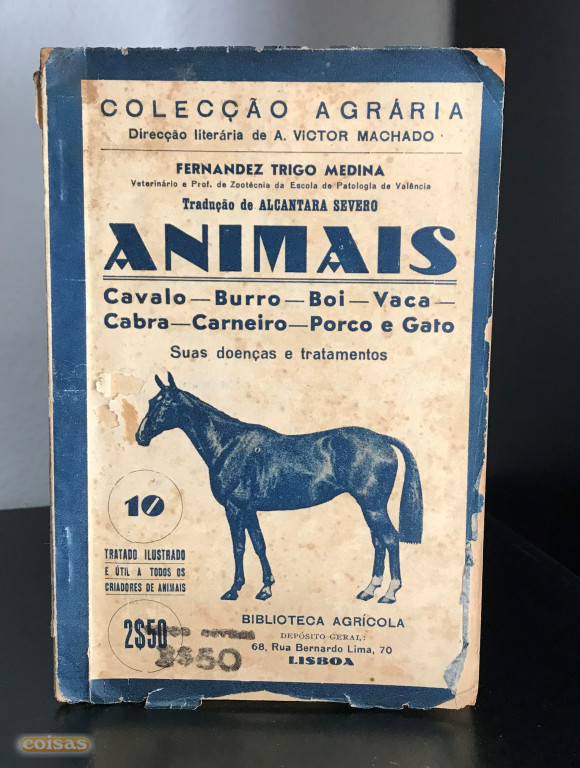 COLECÇÃO AGRÁRIA
Direcção literária de A. VICTOR MACHADO
FERNANDEZ TRIGO MEDINA
Veterinário e Prof. de Zootécnia da Escola de Patologia de Valência
Tradução de ALCANTARA SEVERO
ANIMAIS
Cavalo—Burro—Boi—Vaca—
Cabra—Carneiro—Porco e Gato
Suas doenças e tratamentos
10
TRATADO ILUSTRADO
E ÚTIL A TODOS OS
CRIADORES DE ANIMAIS
2$50
3$50
BIBLIOTECA AGRÍCOLA
DEPÓSITO GERAL:
68, Rua Bernardo Lima, 70
LISBOA
coisas